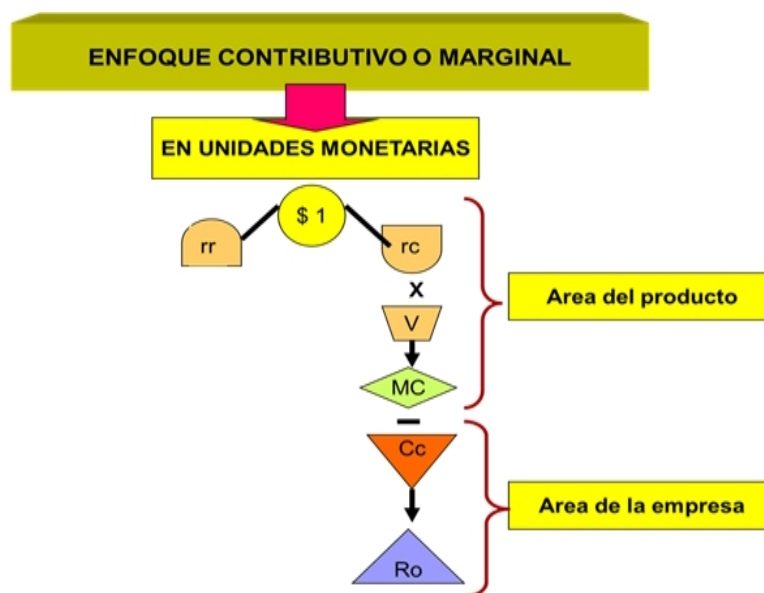 ENFOQUE CONTRIBUTIVO O MARGINAL
EN UNIDADES MONETARIAS
$ 1
rr
rc
x
V
MC
Area del producto
Cc
Area de la empresa
Ro